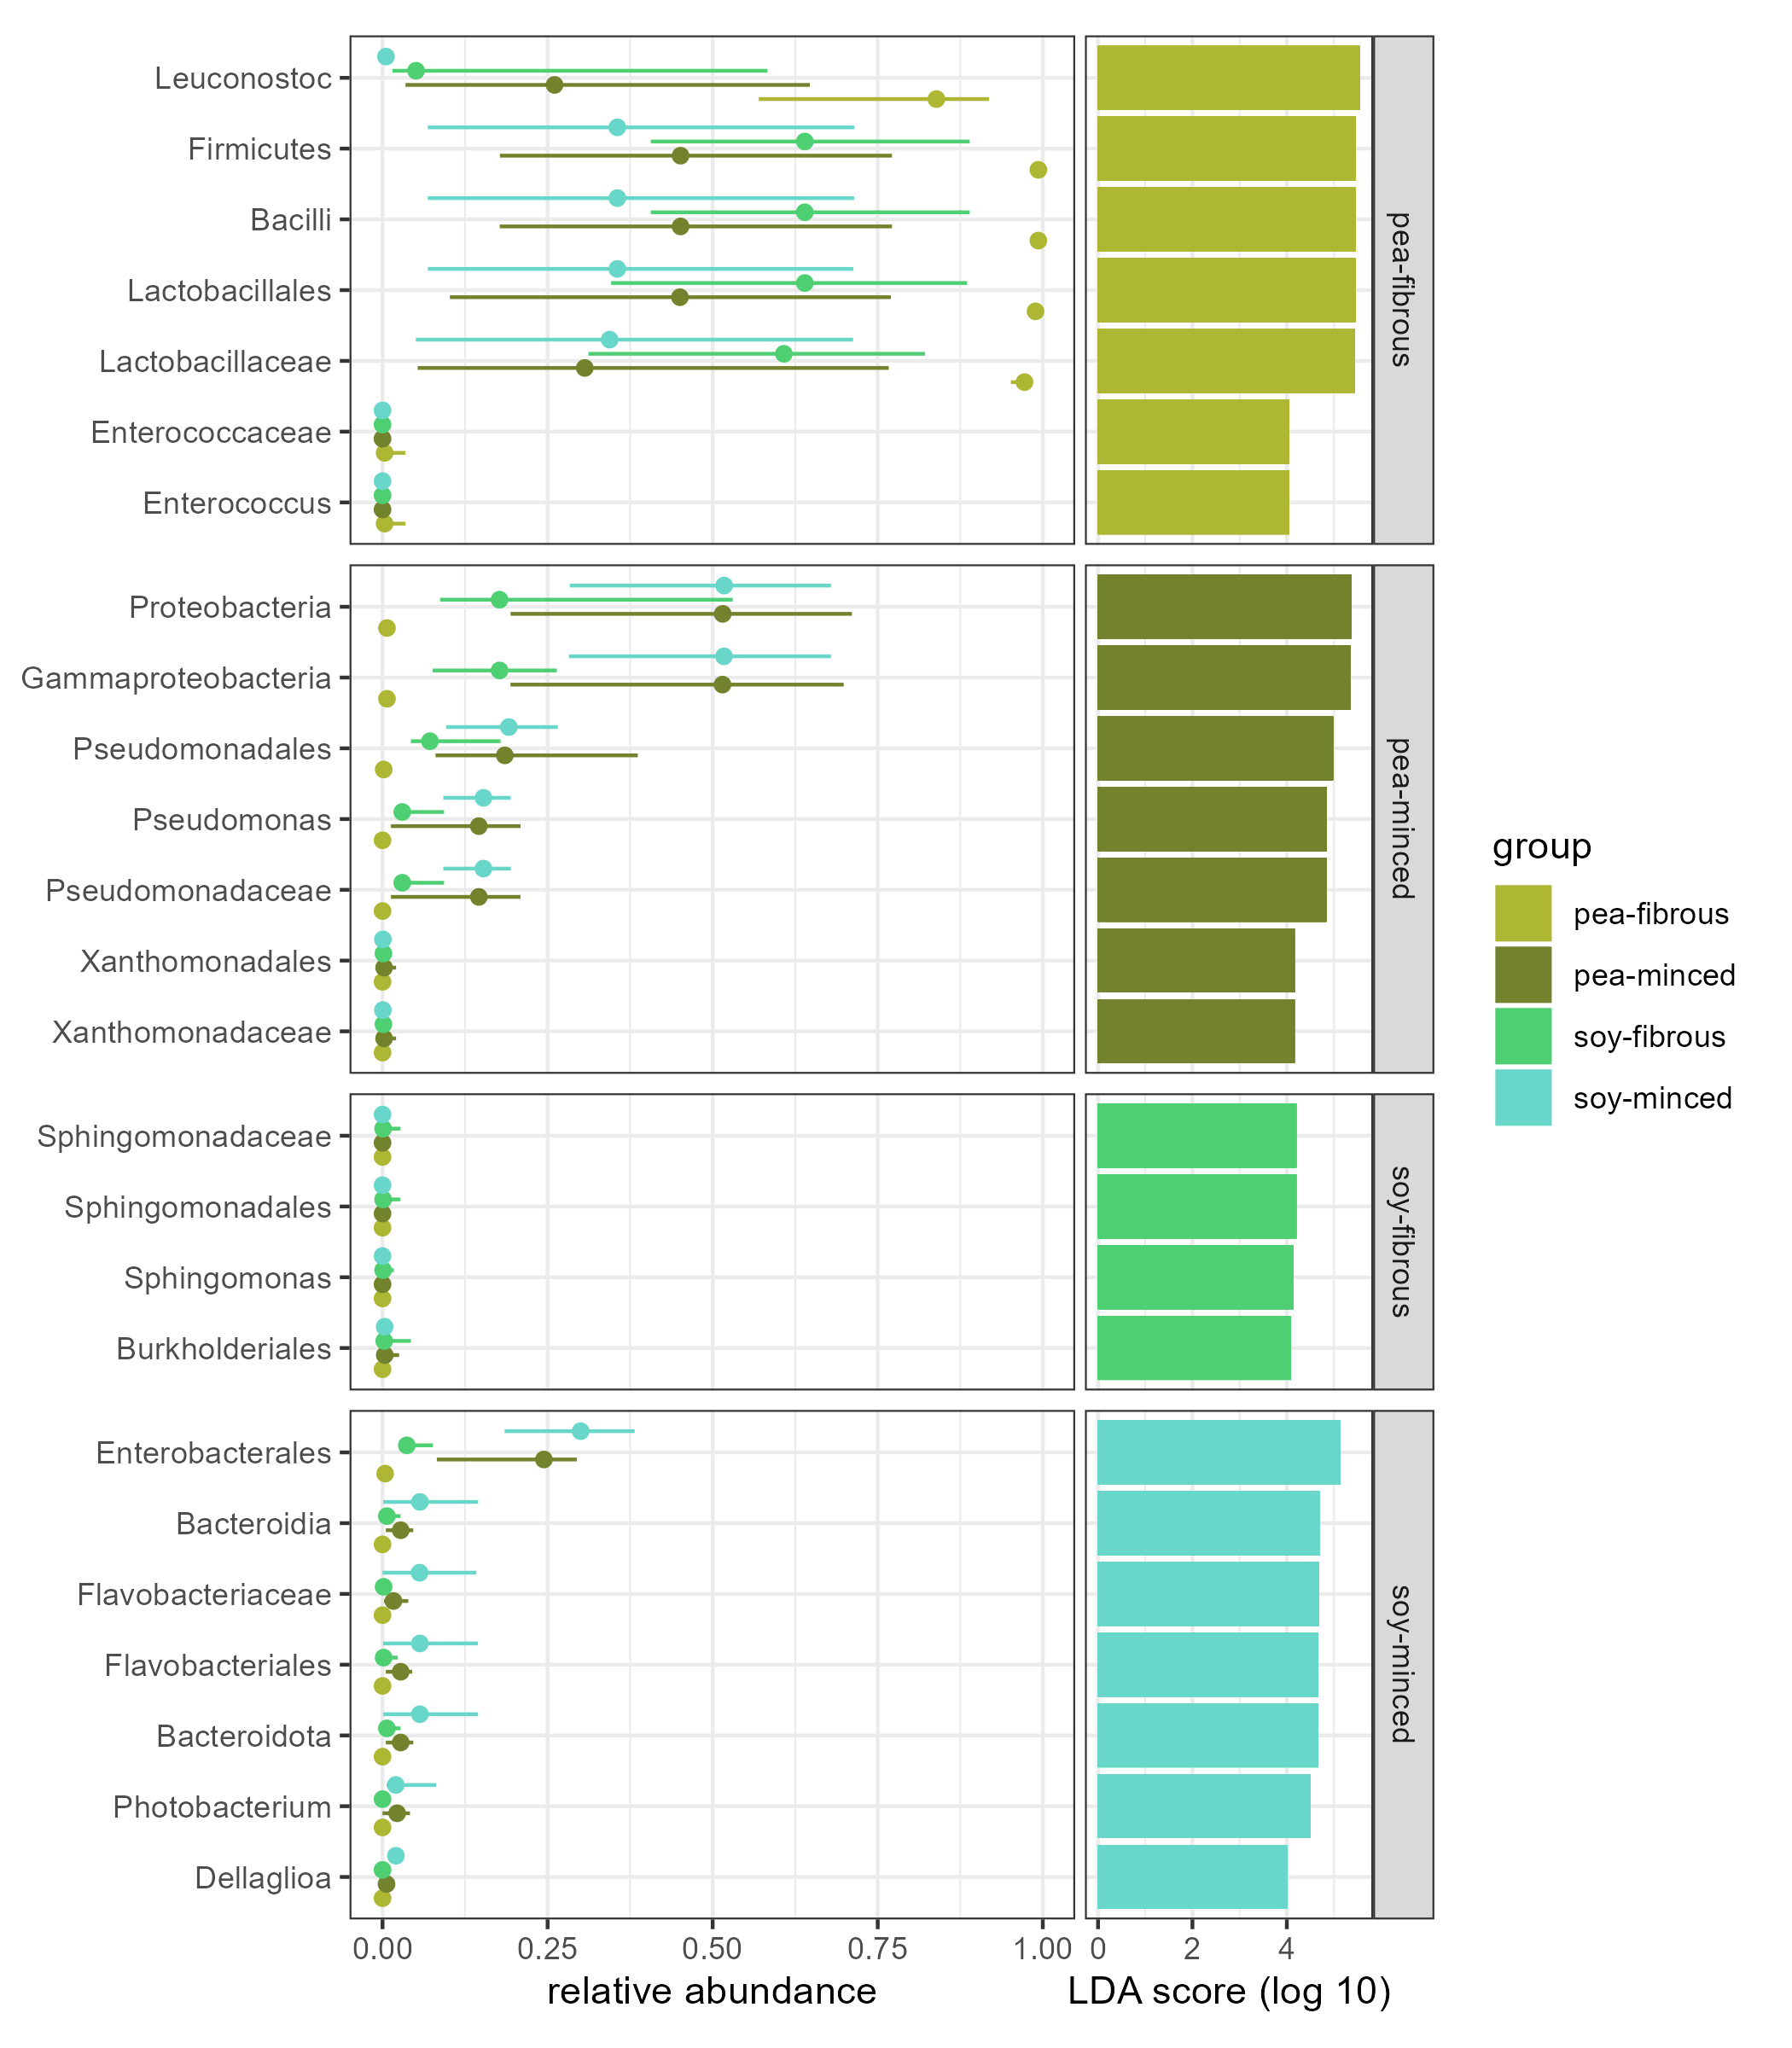 Leuconostoc
Firmicutes
Bacilli
Lactobacillales
Lactobacillaceae
Enterococcaceae
Enterococcus
pea-fibrous
Proteobacteria
Gammaproteobacteria
Pseudomonadales
Pseudomonas
Pseudomonadaceae
Xanthomonadales
Xanthomonadaceae
pea-minced
Sphingomonadaceae
Sphingomonadales
Sphingomonas
Burkholderiales
soy-fibrous
Enterobacterales
Bacteroidia
Flavobacteriaceae
Flavobacteriales
Bacteroidota
Photobacterium
Dellaglioa
soy-minced
0.00 0.25 0.50 0.75 1.00 0 2 4
relative abundance LDA score (log 10)
group
pea-fibrous
pea-minced
soy-fibrous
soy-minced